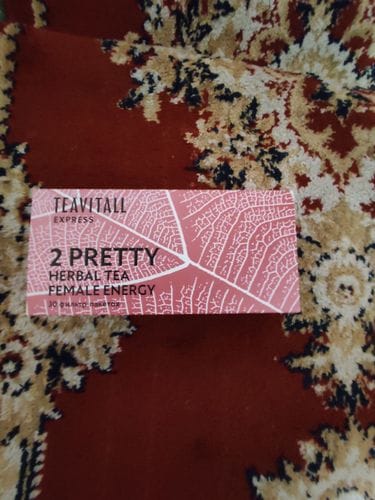 TEAVITALL
EXPRESS
2 PRETTY
HERBAL TEA
FEMALE ENERGY
30 фильтр-пакетов